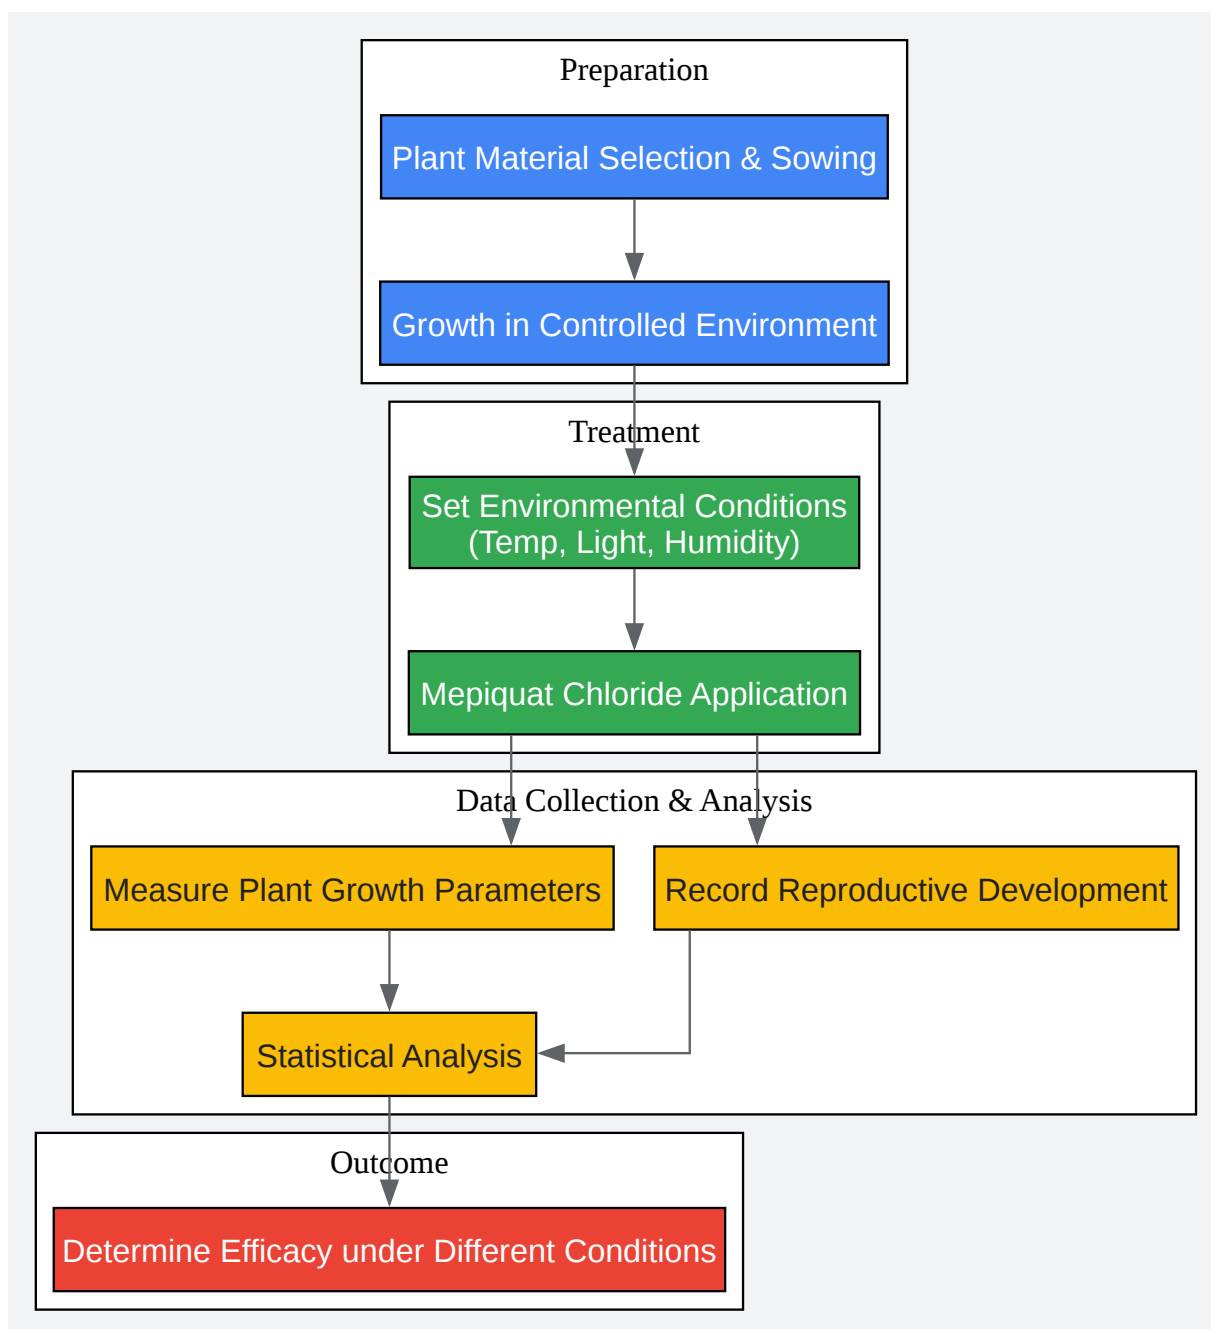 Preparation
Plant Material Selection & Sowing
Growth in Controlled Environment
Treatment
Set Environmental Conditions
(Temp, Light, Humidity)
Mepiquat Chloride Application
Data Collection & Analysis
Measure Plant Growth Parameters
Record Reproductive Development
Statistical Analysis
Outcome
Determine Efficacy under Different Conditions